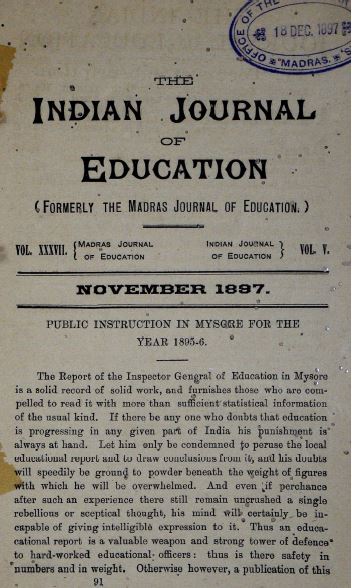 OFFICE OF THE
18 DEC. 1897
"MADRAS.
THE
INDIAN JOURNAL
OF
EDUCATION
(FORMERLY THE MADRAS JOURNAL OF EDUCATION.)
VOL. XXXVII. { MADRAS JOURNAL OF EDUCATION INDIAN JOURNAL OF EDUCATION } VOL. V.
NOVEMBER 1897.
PUBLIC INSTRUCTION IN MYSORE FOR THE
YEAR 1895-6.
The Report of the Inspector General of Education in Mysore
is a solid record of solid work, and furnishes those who are com-
pelled to read it with more than sufficient statistical information
of the usual kind. If there be any one who doubts that education
is progressing in any given part of India his punishment is
always at hand. Let him only be condemned to peruse the local
educational report and to draw conclusions from it, and his doubts
will speedily be ground to powder beneath the weight of figures
with which he will be overwhelmed. And even if perchance
after such an experience there still remain uncrushed a single
rebellious or sceptical thought, his mind will certainly be in-
capable of giving intelligible expression to it. Thus an educa-
cational report is a valuable weapon and strong tower of defence
to hard-worked educational officers: thus is there safety in
numbers and in weight. Otherwise however, a publication of this
91